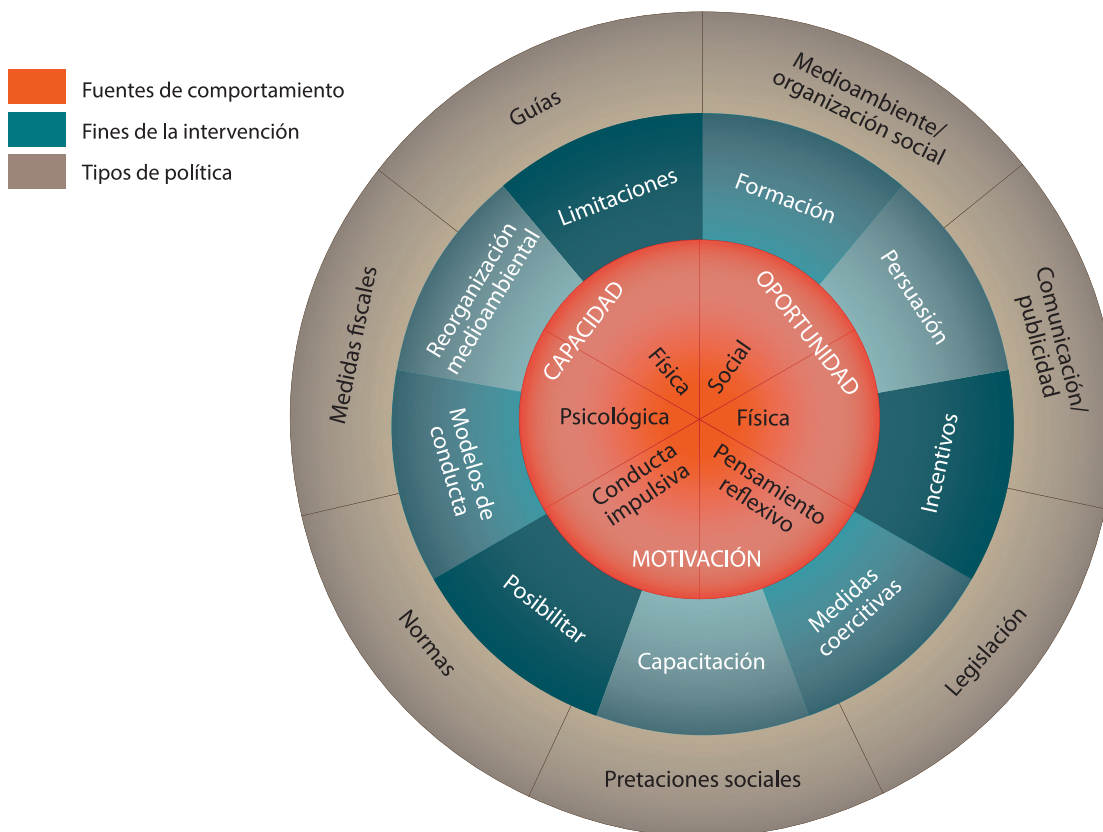 Fuentes de comportamiento
Fines de la intervención
Tipos de política
Guías
Medioambiente/
organización social
Comunicación/
publicidad
Legislación
Pretaciones sociales
Normas
Medidas fiscales
Limitaciones
Formación
Persuasión
Incentivos
Medidas
coercitivas
Capacitación
Posibilitar
Modelos de
conducta
Reorganización
medioambiental
CAPACIDAD
OPORTUNIDAD
MOTIVACIÓN
Física
Social
Física
Pensamiento
reflexivo
Conducta
impulsiva
Psicológica